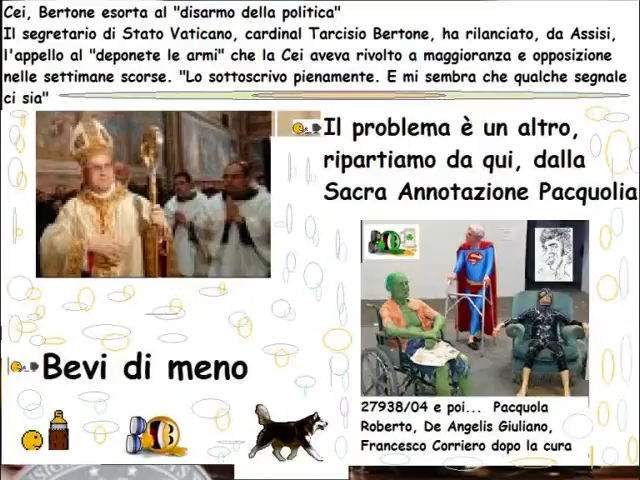 Cei, Bertone esorta al "disarmo della politica"
Il segretario di Stato Vaticano, cardinal Tarcisio Bertone, ha rilanciato, da Assisi,
l'appello al "deponete le armi" che la Cei aveva rivolto a maggioranza e opposizione
nelle settimane scorse. "Lo sottoscrivo pienamente. E mi sembra che qualche segnale
ci sia"
Il problema è un altro,
ripartiamo da qui, dalla
Sacra Annotazione Pacquolia
Bevi di meno
27938/04 e poi... Pacquola
Roberto, De Angelis Giuliano,
Francesco Corriero dopo la cura